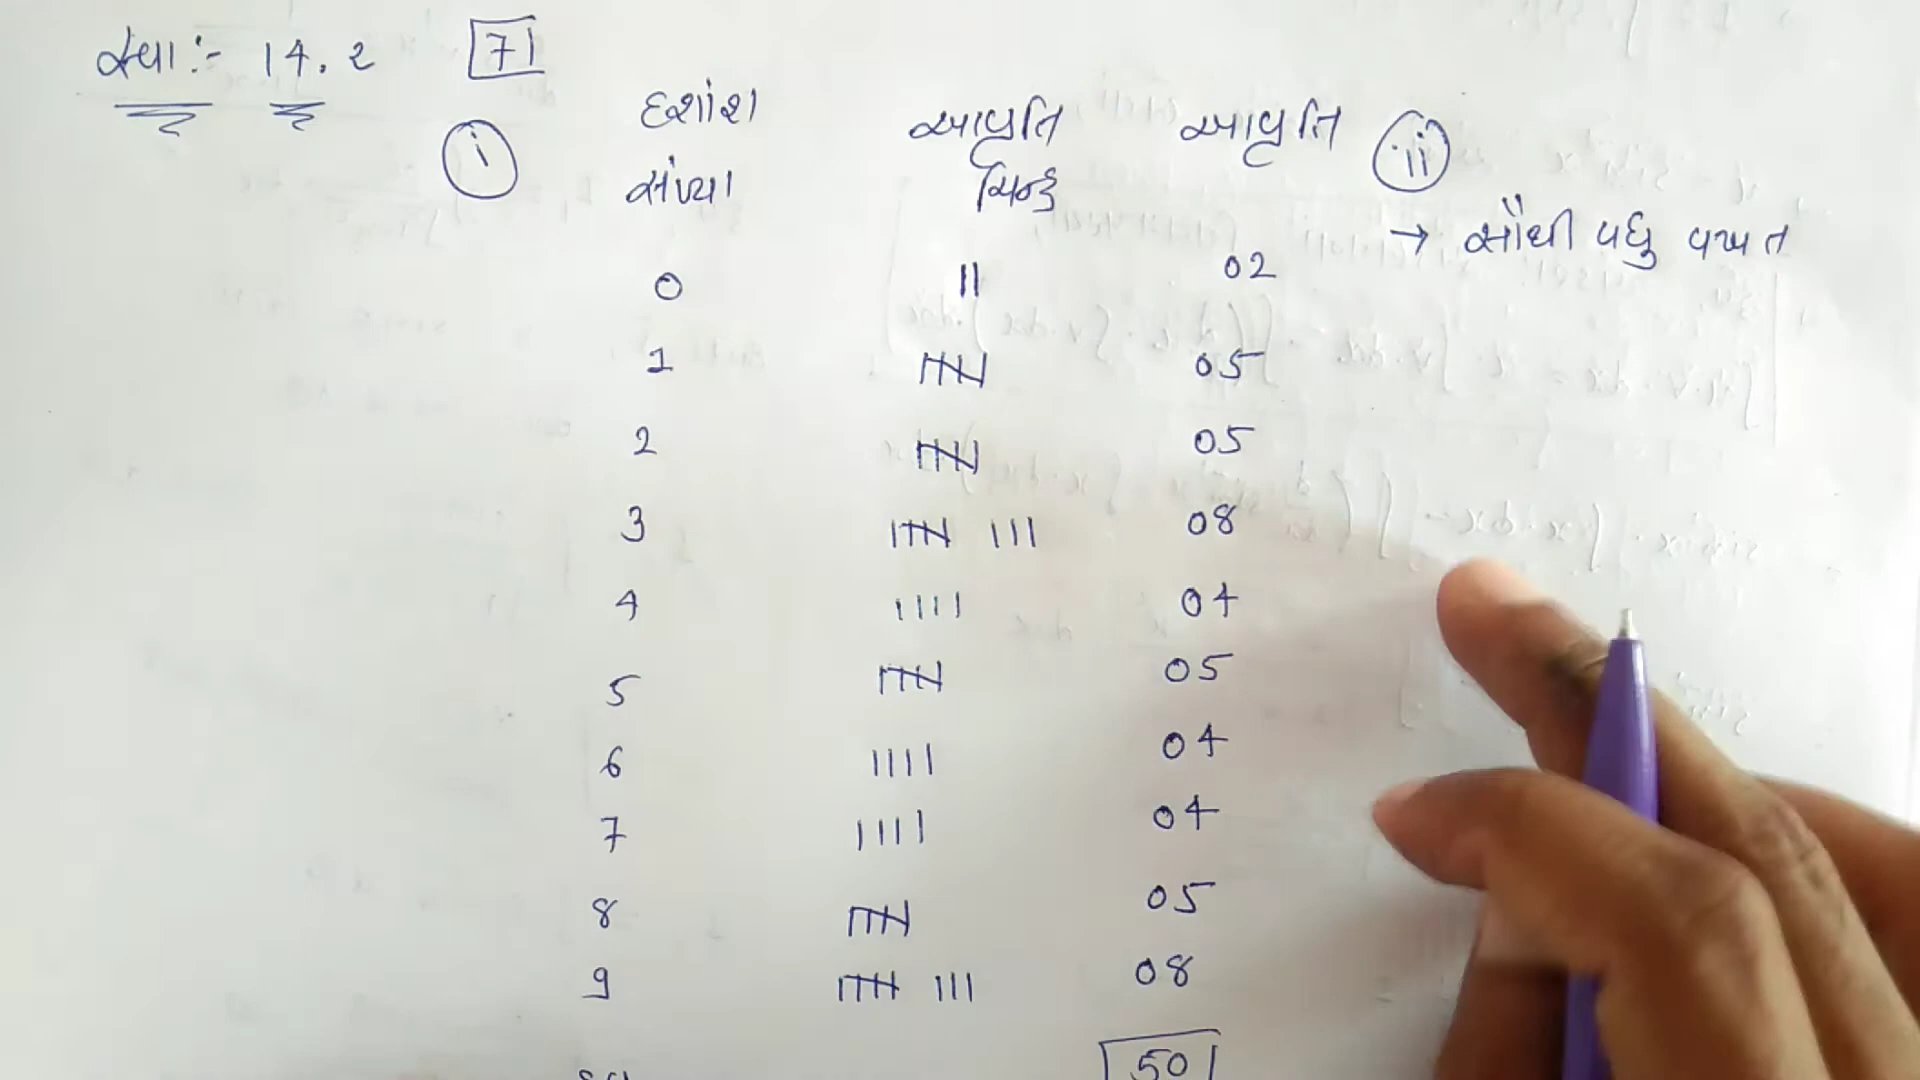 સ્વા :- 14.2 7]
i દશાંશ આવૃતિ આવૃતિ ii
સંખ્યા ચિન્હ
→ સૌથી વધુ વખત
0 || 02
1 |||| 05
2 |||| 05
3 |||| ||| 08
4 |||| 04
5 |||| 05
6 |||| 04
7 |||| 04
8 |||| 05
9 |||| ||| 08
50